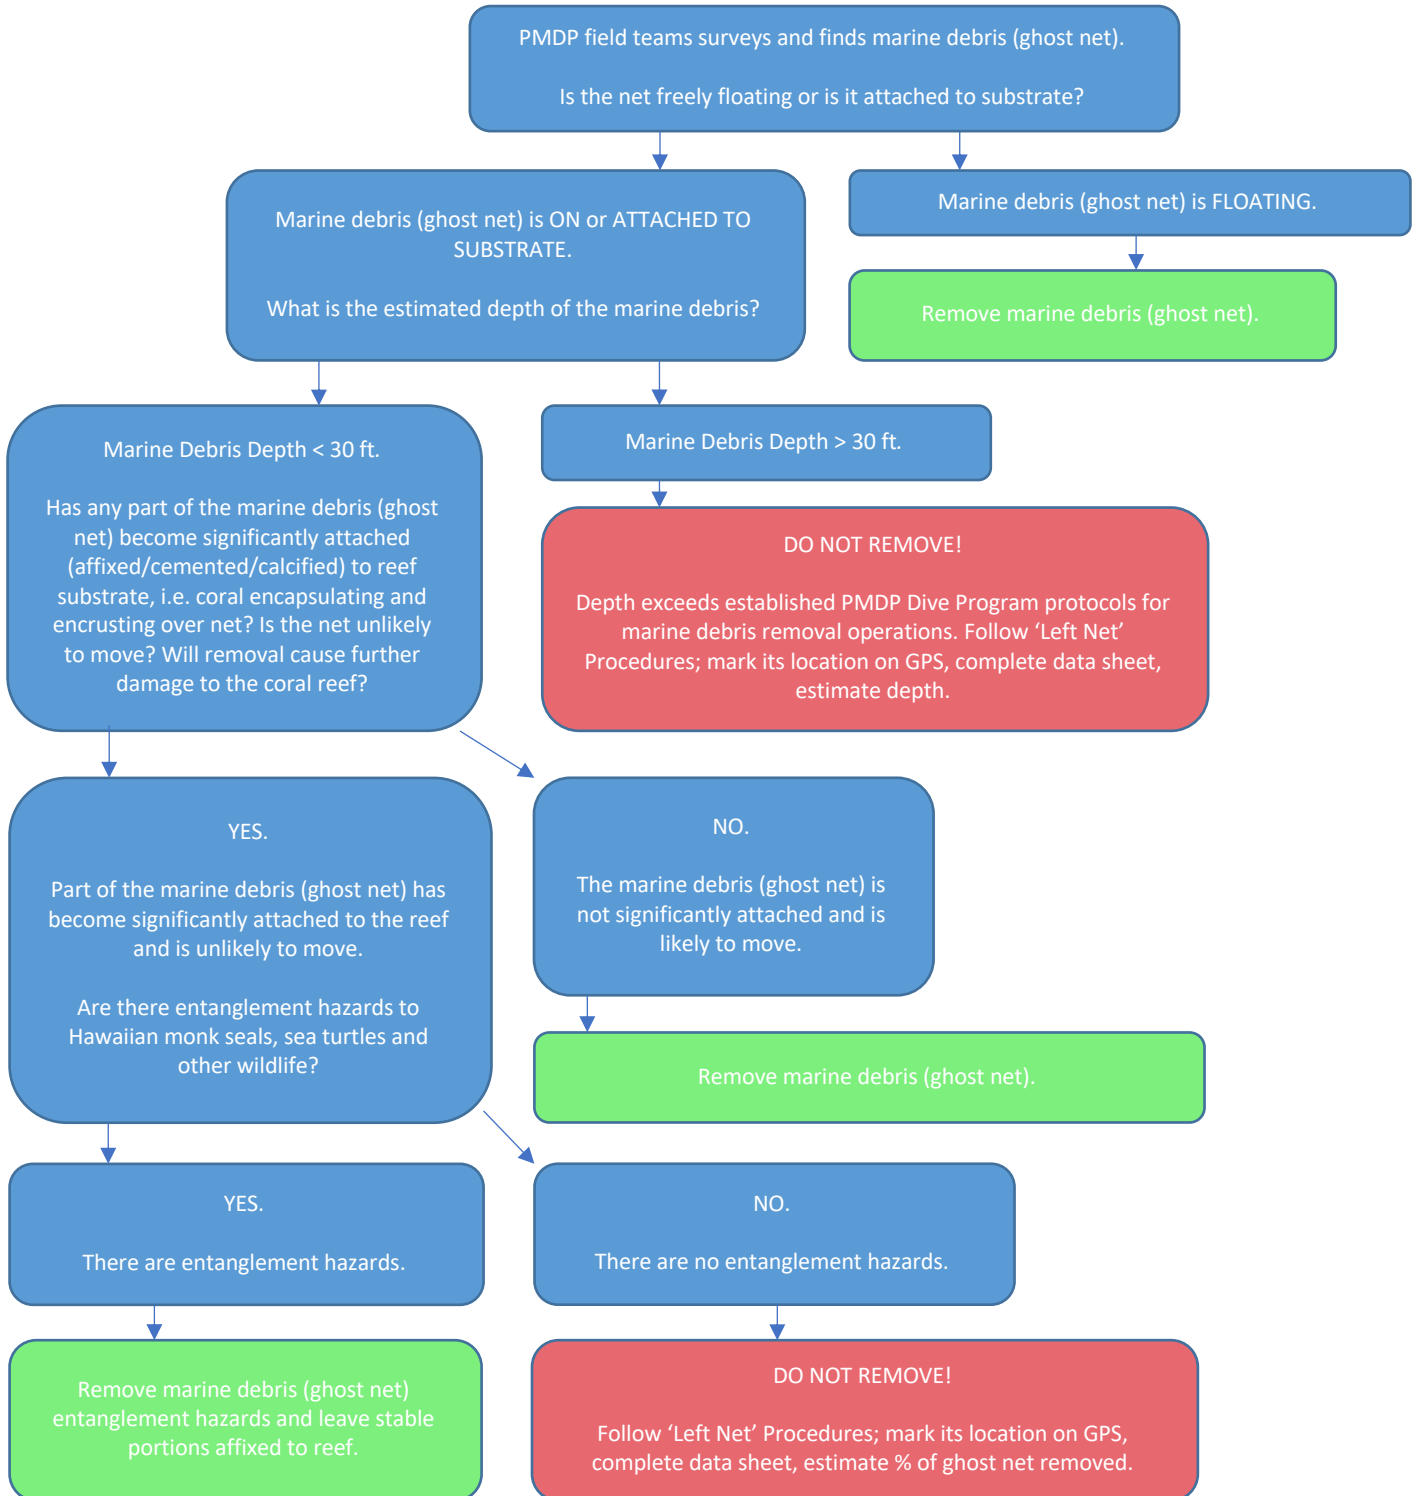 PMDP field teams surveys and finds marine debris (ghost net).
Is the net freely floating or is it attached to substrate?
Marine debris (ghost net) is ON or ATTACHED TO
SUBSTRATE.
What is the estimated depth of the marine debris?
Marine debris (ghost net) is FLOATING.
Remove marine debris (ghost net).
Marine Debris Depth < 30 ft.
Has any part of the marine debris (ghost
net) become significantly attached
(affixed/cemented/calcified) to reef
substrate, i.e. coral encapsulating and
encrusting over net? Is the net unlikely
to move? Will removal cause further
damage to the coral reef?
Marine Debris Depth > 30 ft.
DO NOT REMOVE!
Depth exceeds established PMDP Dive Program protocols for
marine debris removal operations. Follow ‘Left Net’
Procedures; mark its location on GPS, complete data sheet,
estimate depth.
YES.
Part of the marine debris (ghost net) has
become significantly attached to the reef
and is unlikely to move.
Are there entanglement hazards to
Hawaiian monk seals, sea turtles and
other wildlife?
NO.
The marine debris (ghost net) is
not significantly attached and is
likely to move.
Remove marine debris (ghost net).
YES.
There are entanglement hazards.
NO.
There are no entanglement hazards.
Remove marine debris (ghost net)
entanglement hazards and leave stable
portions affixed to reef.
DO NOT REMOVE!
Follow ‘Left Net’ Procedures; mark its location on GPS,
complete data sheet, estimate % of ghost net removed.